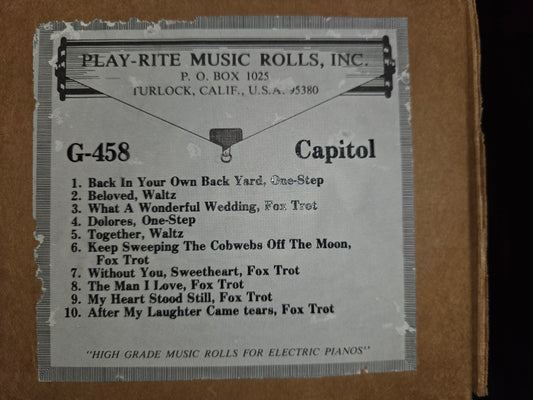 PLAY-RITE MUSIC ROLLS, INC.
P. O. BOX 1025
TURLOCK, CALIF., U.S.A. 95380
G-458 Capitol
1. Back In Your Own Back Yard, One-Step
2. Beloved, Waltz
3. What A Wonderful Wedding, Fox Trot
4. Dolores, One-Step
5. Together, Waltz
6. Keep Sweeping The Cobwebs Off The Moon,
Fox Trot
7. Without You, Sweetheart, Fox Trot
8. The Man I Love, Fox Trot
9. My Heart Stood Still, Fox Trot
10. After My Laughter Came tears, Fox Trot
"HIGH GRADE MUSIC ROLLS FOR ELECTRIC PIANOS"